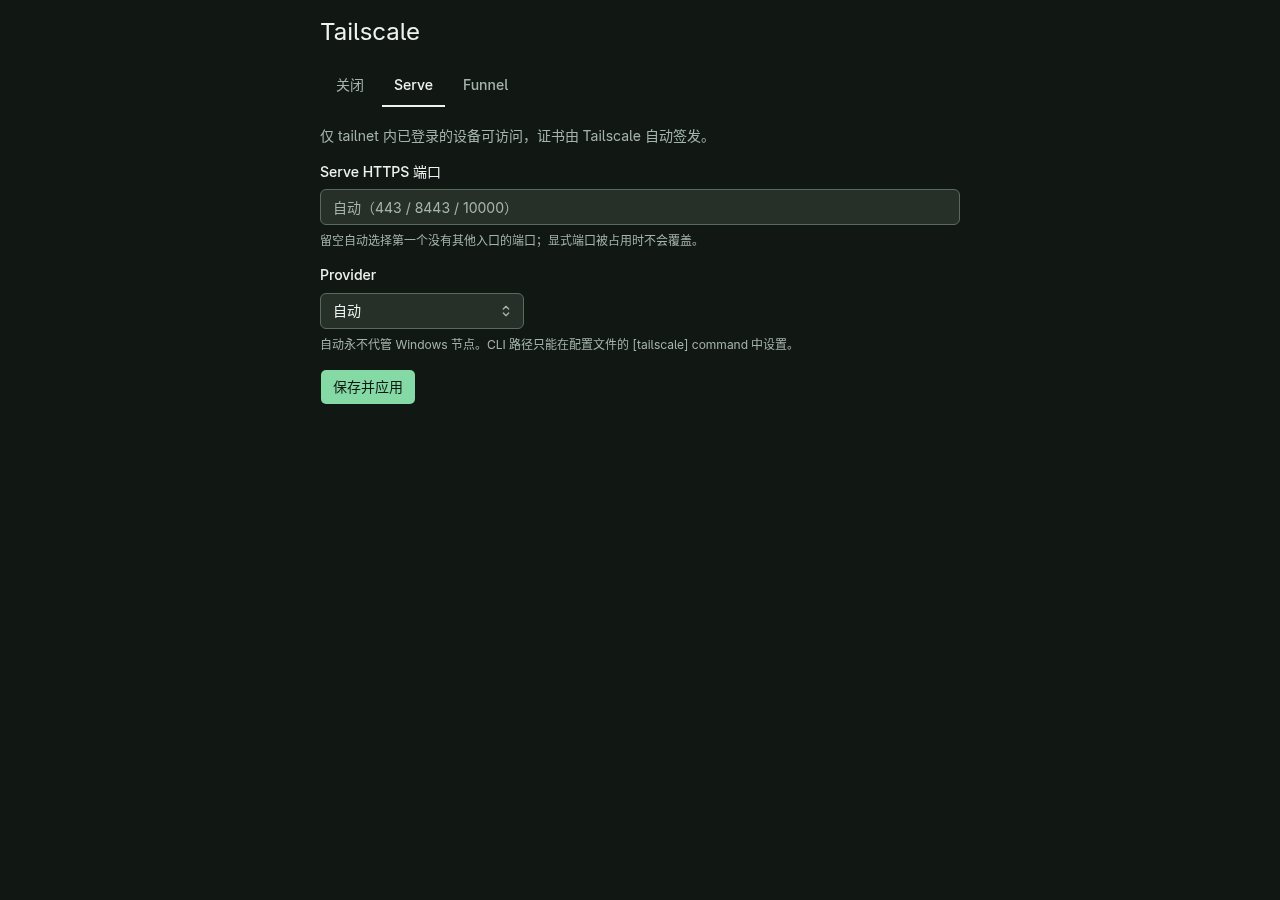 Tailscale
关闭 Serve Funnel
仅 tailnet 内已登录的设备可访问，证书由 Tailscale 自动签发。
Serve HTTPS 端口
自动（443 / 8443 / 10000）
留空自动选择第一个没有其他入口的端口；显式端口被占用时不会覆盖。
Provider
自动
自动永不代管 Windows 节点。CLI 路径只能在配置文件的 [tailscale] command 中设置。
保存并应用